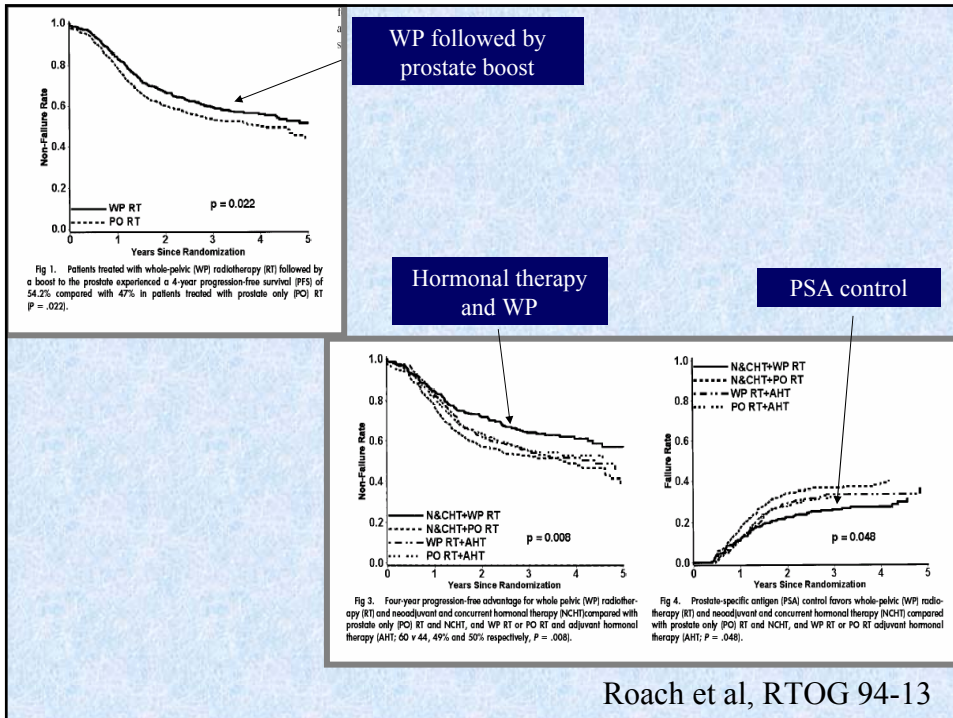 WP followed by
prostate boost
1.0
0.8
0.6
0.4
0.2
0.0
Non-Failure Rate
WP RT
PO RT
p = 0.022
0 1 2 3 4 5
Years Since Randomization
Fig 1. Patients treated with whole-pelvic (WP) radiotherapy (RT) followed by
a boost to the prostate experienced a 4-year progression-free survival (PFS) of
54.2% compared with 47% in patients treated with prostate only (PO) RT
(P = .022).
Hormonal therapy
and WP
PSA control
1.0
0.8
0.6
0.4
0.2
0.0
Non-Failure Rate
N&CHT+WP RT
N&CHT+PO RT
WP RT+AHT
PO RT+AHT
p = 0.008
0 1 2 3 4 5
Years Since Randomization
Fig 3. Four-year progression-free advantage for whole pelvic (WP) radiother-
apy (RT) and neoadjuvant and concurrent hormonal therapy (NCHT)compared with
prostate only (PO) RT and NCHT, and WP RT or PO RT and adjuvant hormonal
therapy (AHT; 60 v 44, 49% and 50% respectively, P = .008).
1.0
0.8
0.6
0.4
0.2
0.0
Failure Rate
N&CHT+WP RT
N&CHT+PO RT
WP RT+AHT
PO RT+AHT
p = 0.048
0 1 2 3 4 5
Years Since Randomization
Fig 4. Prostate-specific antigen (PSA) control favors whole-pelvic (WP) radio-
therapy (RT) and neoadjuvant and concurrent hormonal therapy (NCHT) compared
with prostate only (PO) RT and NCHT, and WP RT or PO RT adjuvant hormonal
therapy (AHT; P = .048).
Roach et al, RTOG 94-13